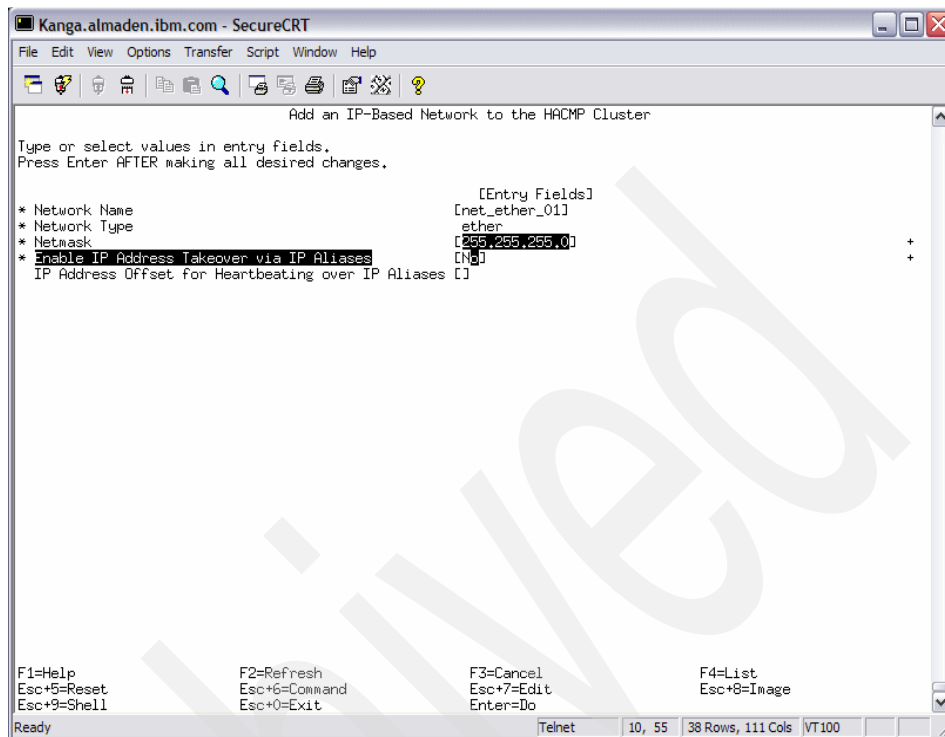 Kanga.almaden.ibm.com - SecureCRT
File Edit View Options Transfer Script Window Help
Add an IP-Based Network to the HACMP Cluster
Type or select values in entry fields.
Press Enter AFTER making all desired changes.
[Entry Fields]
* Network Name [net_ether_01]
* Network Type ether
* Netmask [255.255.255.0] +
* Enable IP Address Takeover via IP Aliases [No] +
IP Address Offset for Heartbeating over IP Aliases []
F1=Help F2=Refresh F3=Cancel F4=List
Esc+5=Reset Esc+6=Command Esc+7=Edit Esc+8=Image
Esc+9=Shell Esc+0=Exit Enter=Do
Ready Telnet 10, 55 38 Rows, 111 Cols VT100